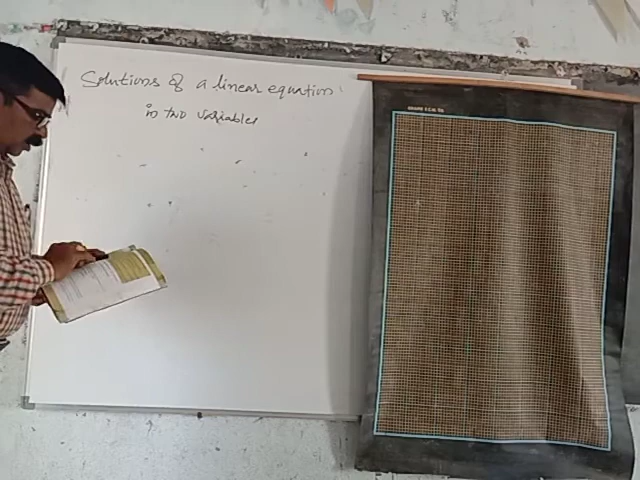 Solutions of a linear equation
in two variables